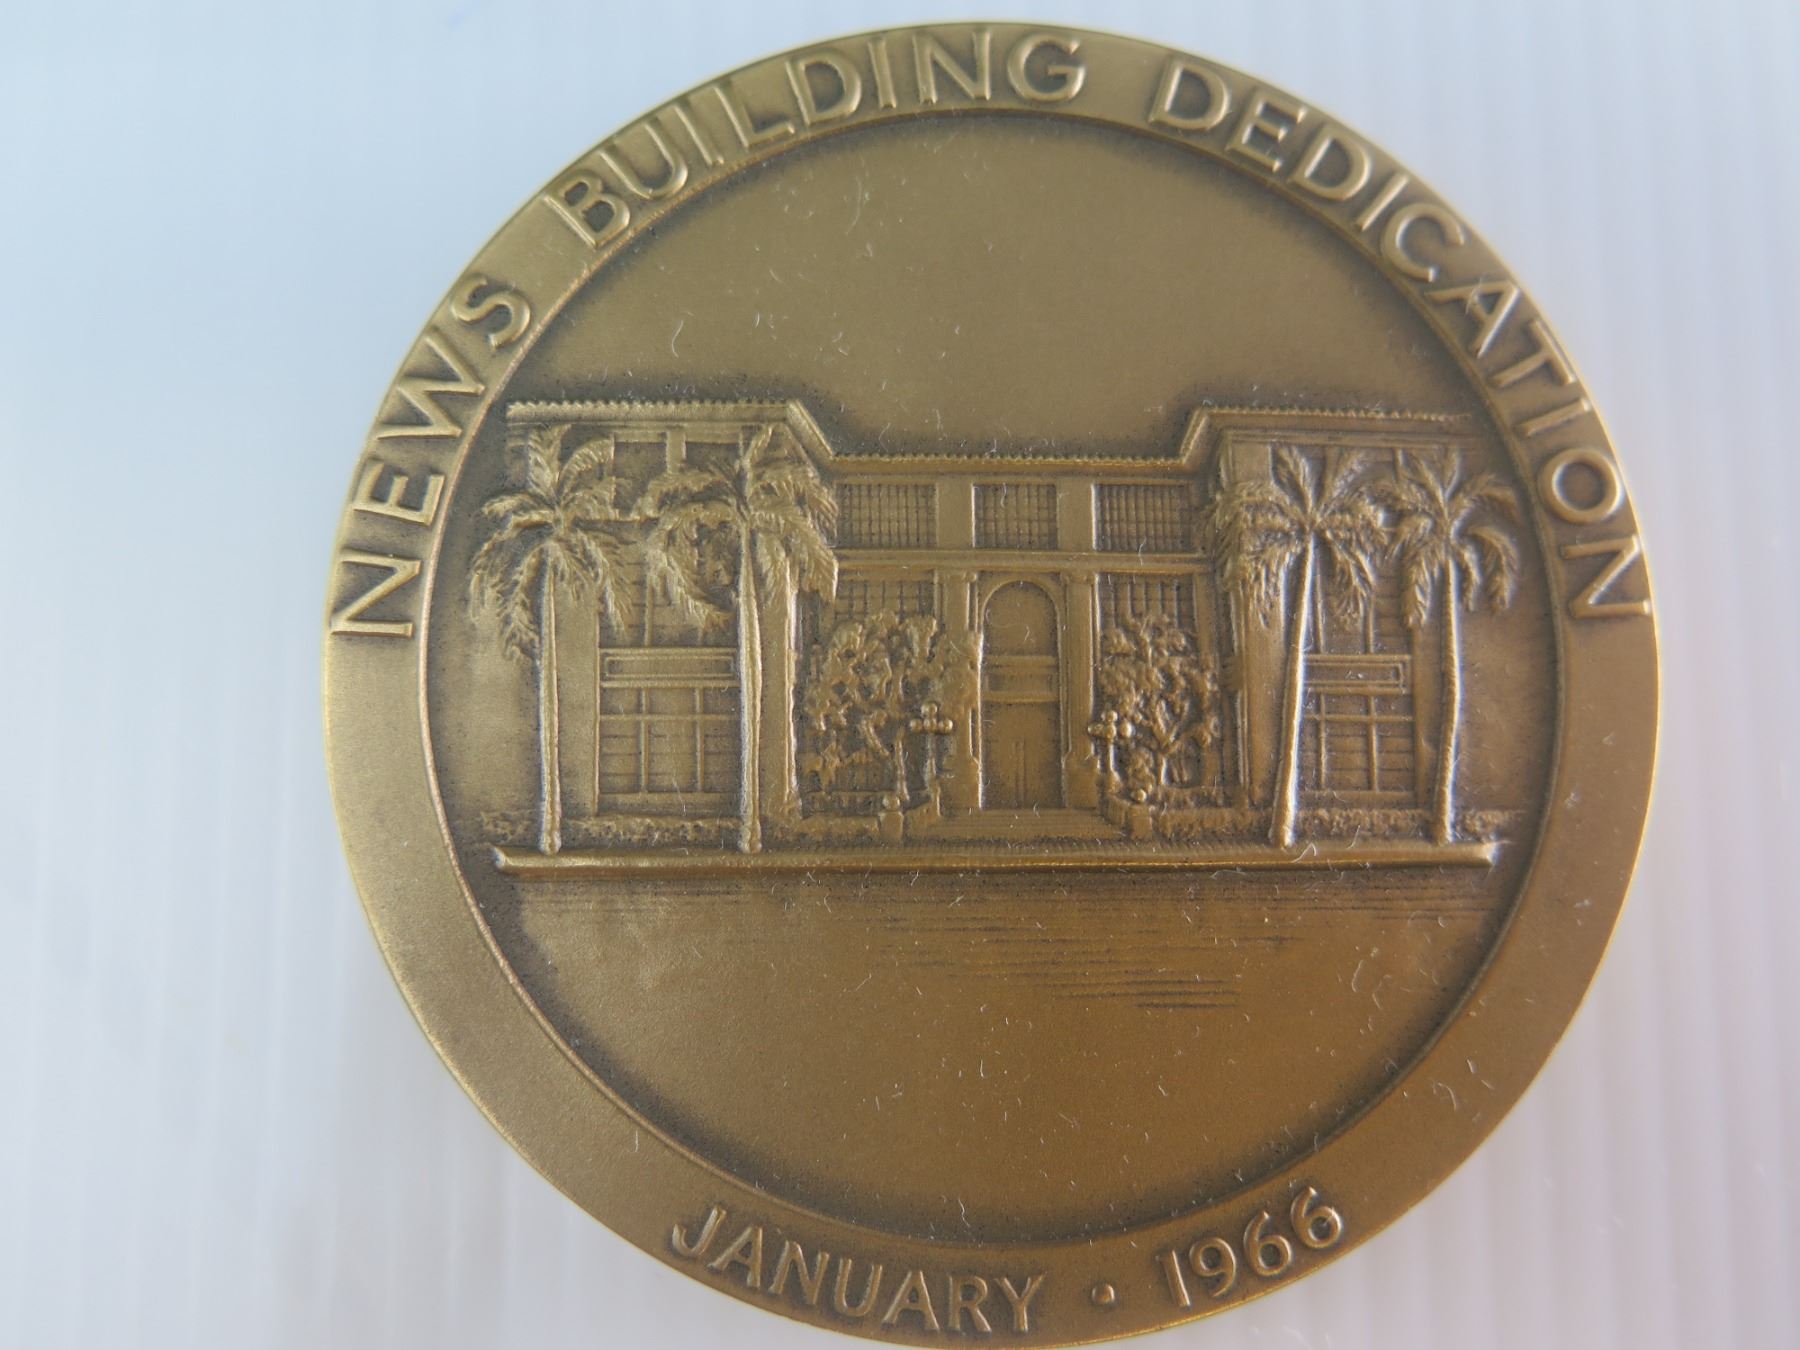 NEWS BUILDING DEDICATION
JANUARY · 1966